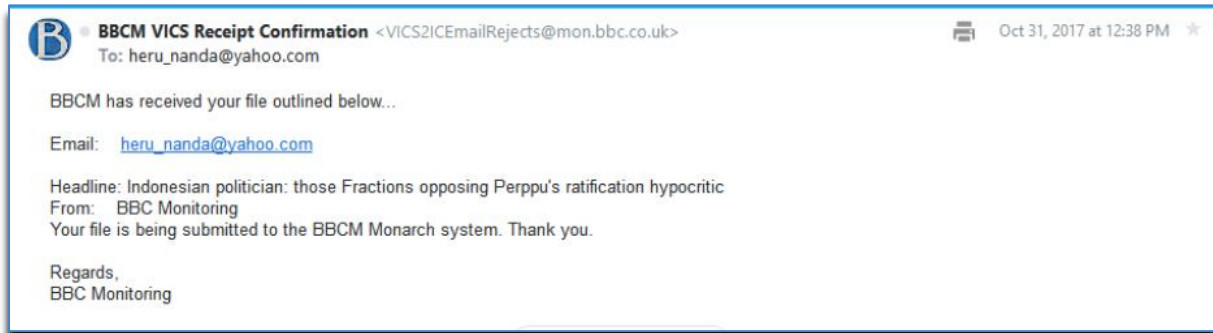 B
BBCM VICS Receipt Confirmation <VICS2ICEmailRejects@mon.bbc.co.uk>
Oct 31, 2017 at 12:38 PM
To: heru_nanda@yahoo.com
BBCM has received your file outlined below...
Email: heru_nanda@yahoo.com
Headline: Indonesian politician: those Fractions opposing Perppu's ratification hypocritic
From: BBC Monitoring
Your file is being submitted to the BBCM Monarch system. Thank you.
Regards,
BBC Monitoring